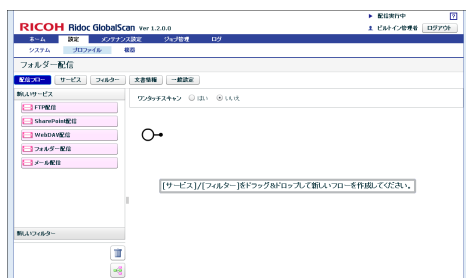 ▶ 配信実行中 ?
RICOH Ridoc GlobalScan Ver 1.2.0.0
ビルトイン管理者 ログアウト
ホーム 設定 メンテナンス設定 ジョブ管理 ログ
システム プロファイル 機器
フォルダー配信
配信フロー サービス フィルター 文書情報 一般設定
新しいサービス
ワンタッチスキャン はい いいえ
FTP配信
SharePoint配信
WebDAV配信
フォルダー配信
メール配信
[サービス]/[フィルター]をドラッグ&ドロップして新しいフローを作成してください。
新しいフィルター